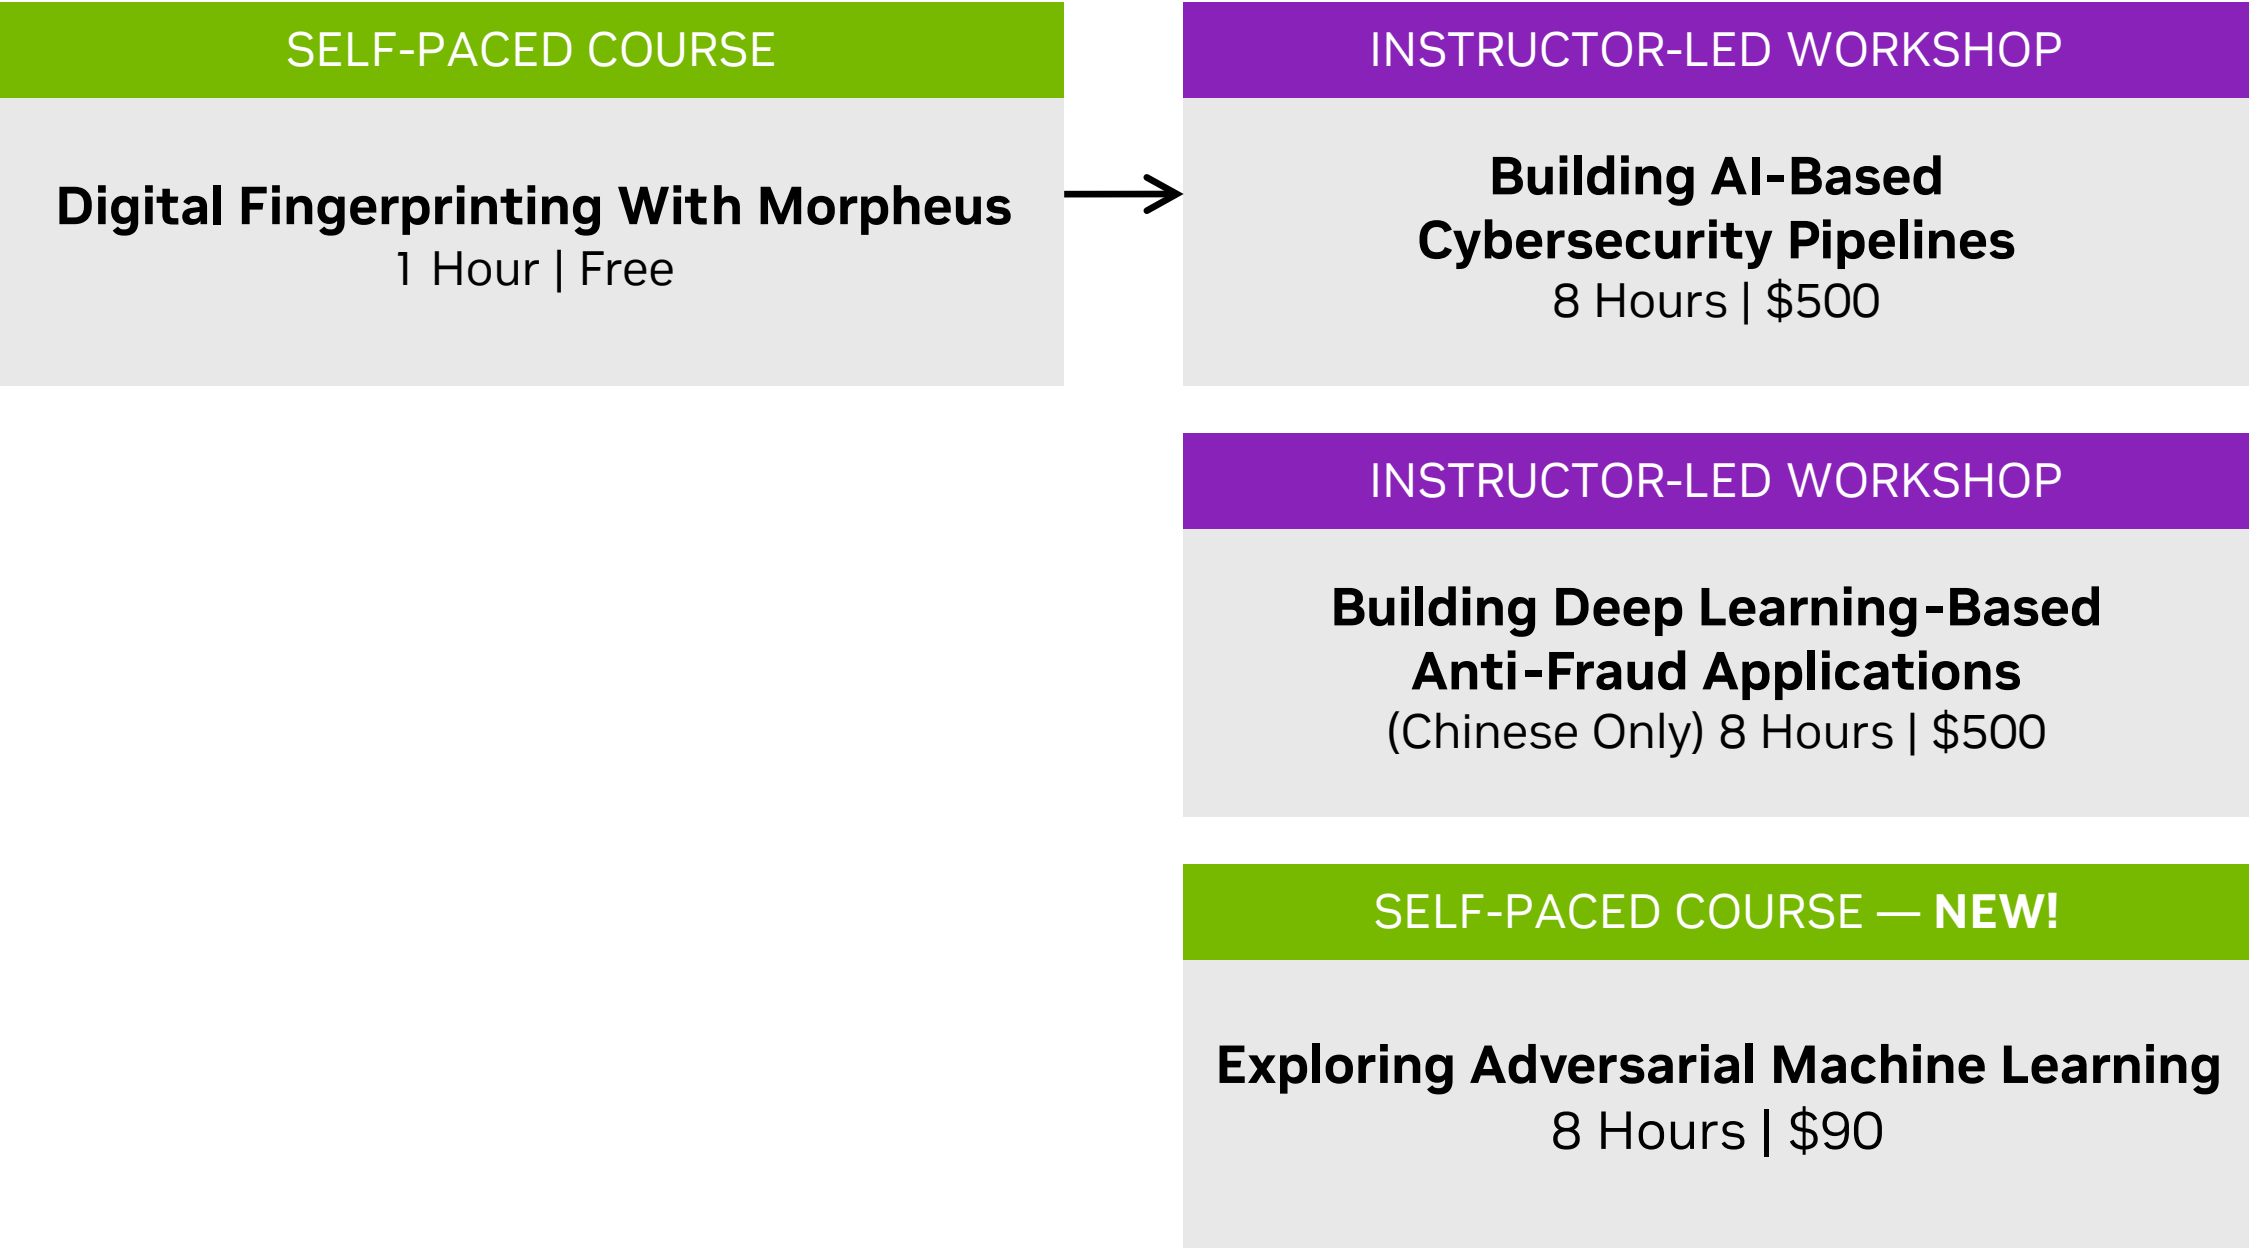 SELF-PACED COURSE
Digital Fingerprinting With Morpheus
1 Hour | Free
INSTRUCTOR-LED WORKSHOP
Building AI-Based
Cybersecurity Pipelines
8 Hours | $500
INSTRUCTOR-LED WORKSHOP
Building Deep Learning-Based
Anti-Fraud Applications
(Chinese Only) 8 Hours | $500
SELF-PACED COURSE — NEW!
Exploring Adversarial Machine Learning
8 Hours | $90